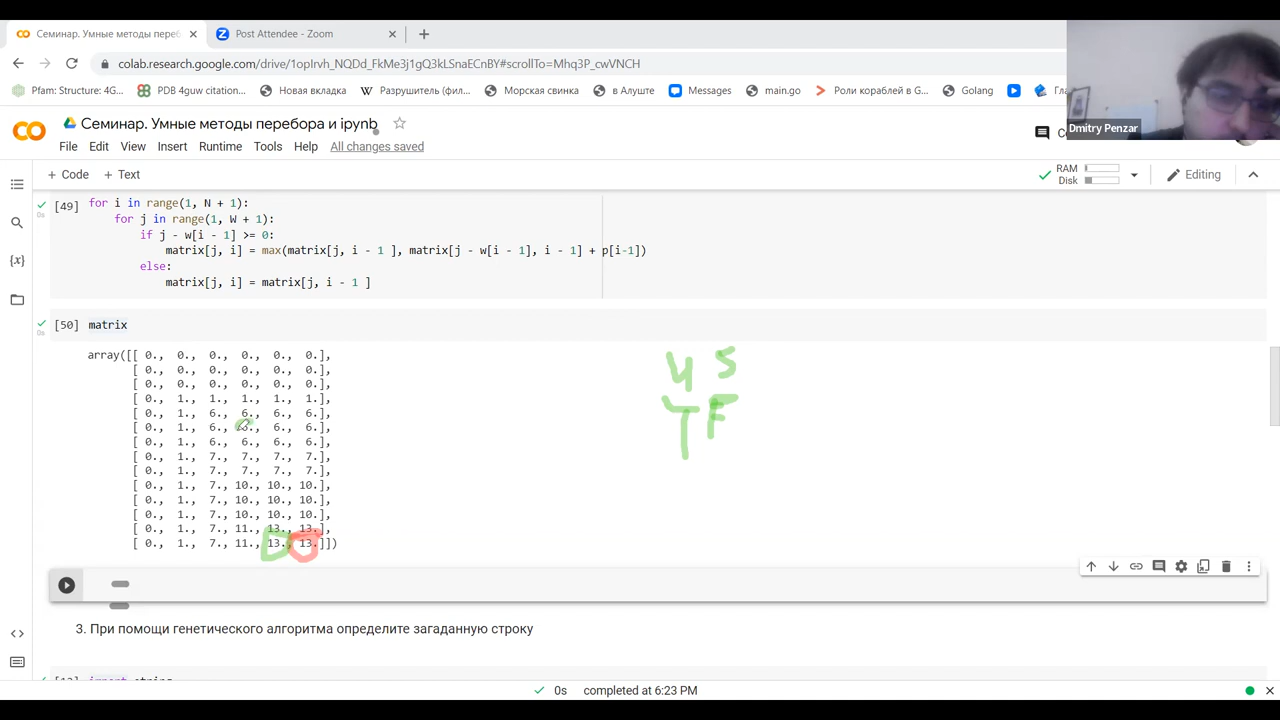 Семинар. Умные методы переб
Post Attendee - Zoom
colab.research.google.com/drive/1opIrvh_NQDd_FkMe3j1gQ3kLSnaECnBY#scrollTo=Mhq3P_cwVNCH
Pfam: Structure: 4G...
PDB 4guw citation...
Новая вкладка
Разрушитель (фил...
Морская свинка
в Алуште
Messages
main.go
Роли кораблей в G...
Golang
Dmitry Penzar
Семинар. Умные методы перебора и ipynb
File Edit View Insert Runtime Tools Help All changes saved
+ Code + Text
RAM
Disk
Editing
[49] for i in range(1, N + 1):
for j in range(1, W + 1):
if j - w[i - 1] >= 0:
matrix[j, i] = max(matrix[j, i - 1 ], matrix[j - w[i - 1], i - 1] + p[i-1])
else:
matrix[j, i] = matrix[j, i - 1 ]
0s
[50] matrix
0s
array([[ 0., 0., 0., 0., 0., 0.],
[ 0., 0., 0., 0., 0., 0.],
[ 0., 0., 0., 0., 0., 0.],
[ 0., 1., 1., 1., 1., 1.],
[ 0., 1., 6., 6., 6., 6.],
[ 0., 1., 6., 6., 6., 6.],
[ 0., 1., 6., 6., 6., 6.],
[ 0., 1., 7., 7., 7., 7.],
[ 0., 1., 7., 7., 7., 7.],
[ 0., 1., 7., 10., 10., 10.],
[ 0., 1., 7., 10., 10., 10.],
[ 0., 1., 7., 10., 10., 10.],
[ 0., 1., 7., 11., 13., 13.],
[ 0., 1., 7., 11., 13., 13.]])
4 5
T F
3. При помощи генетического алгоритма определите загаданную строку
0s completed at 6:23 PM